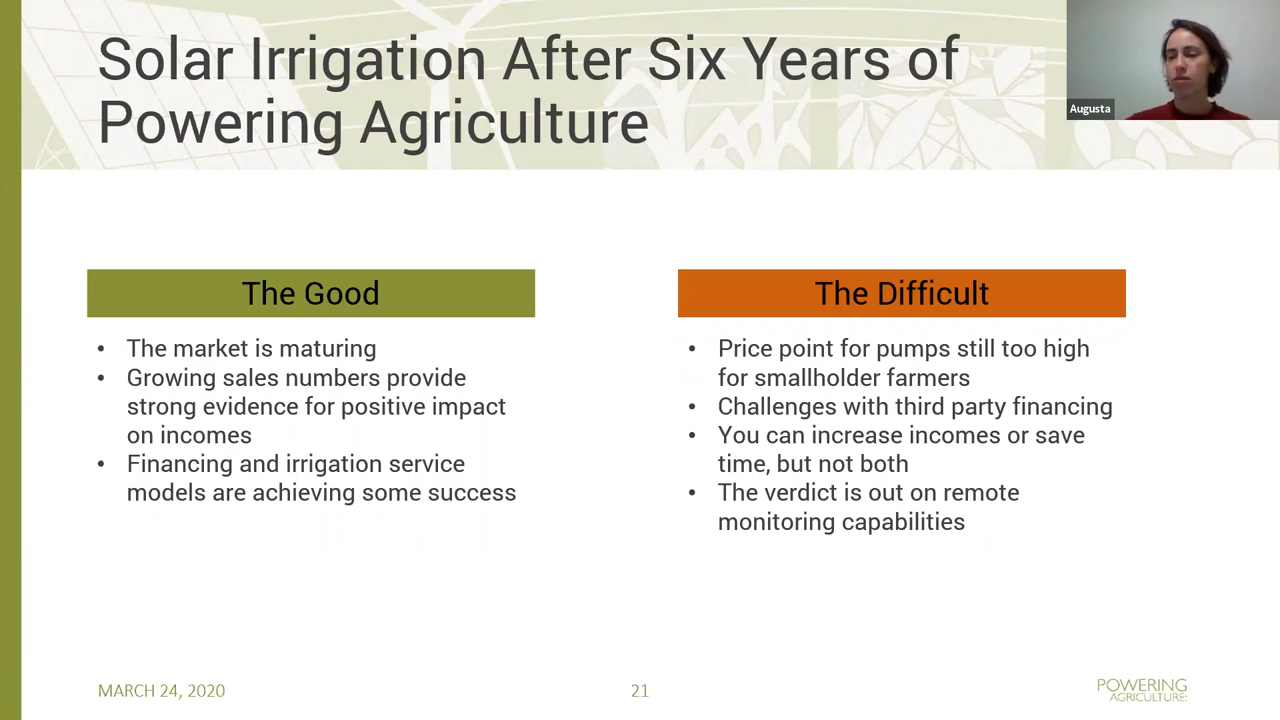 Solar Irrigation After Six Years of
Powering Agriculture
Augusta
The Good
• The market is maturing
• Growing sales numbers provide
strong evidence for positive impact
on incomes
• Financing and irrigation service
models are achieving some success
The Difficult
• Price point for pumps still too high
for smallholder farmers
• Challenges with third party financing
• You can increase incomes or save
time, but not both
• The verdict is out on remote
monitoring capabilities
MARCH 24, 2020
21
POWERING
AGRICULTURE